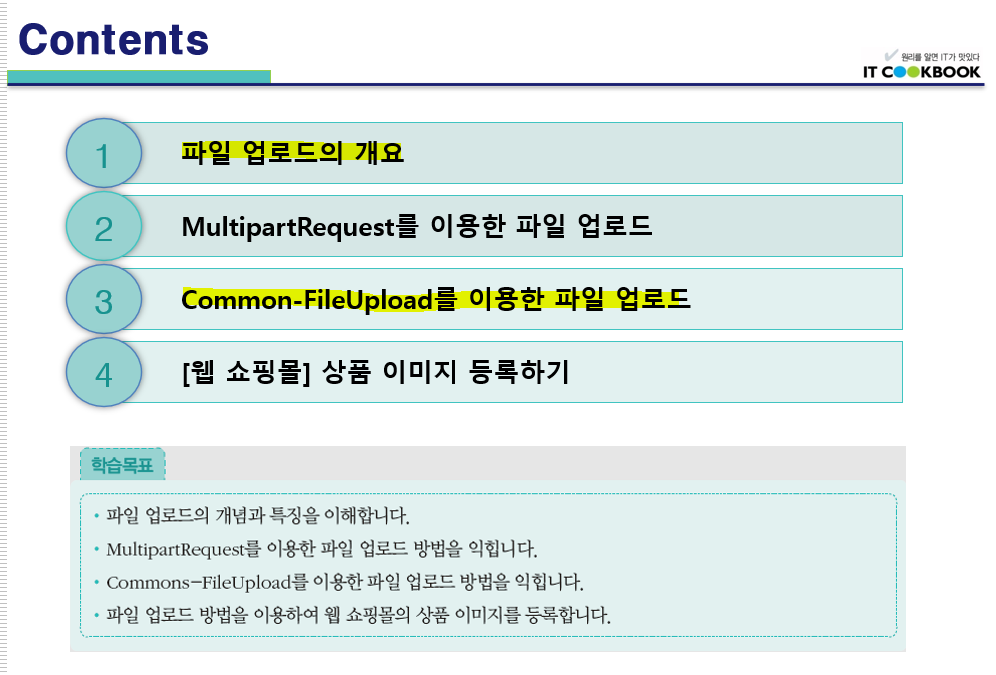 Contents
원리를 알면 IT가 맛있다
IT COOKBOOK
1
파일 업로드의 개요
2
MultipartRequest를 이용한 파일 업로드
3
Common-FileUpload를 이용한 파일 업로드
4
[웹 쇼핑몰] 상품 이미지 등록하기
학습목표
• 파일 업로드의 개념과 특징을 이해합니다.
• MultipartRequest를 이용한 파일 업로드 방법을 익힙니다.
• Commons-FileUpload를 이용한 파일 업로드 방법을 익힙니다.
• 파일 업로드 방법을 이용하여 웹 쇼핑몰의 상품 이미지를 등록합니다.